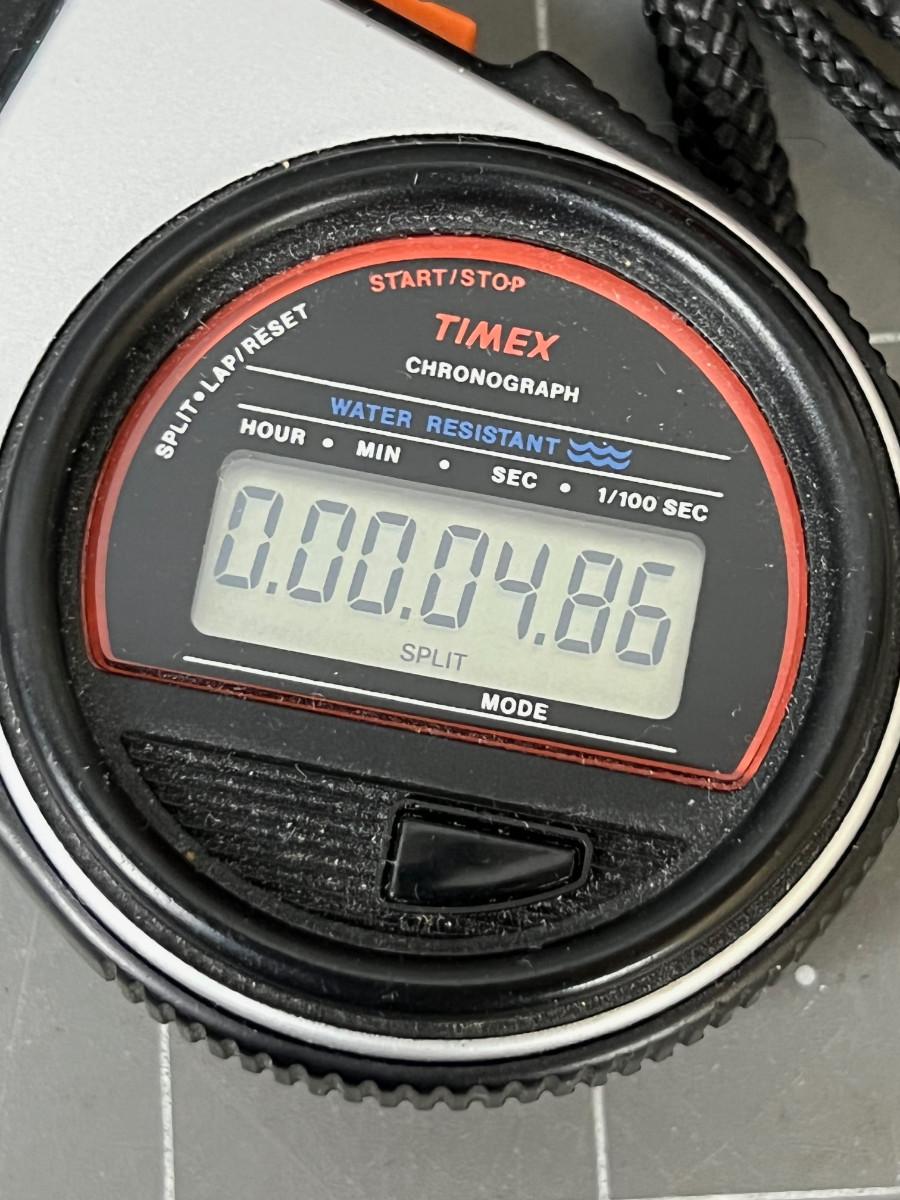 START/STOP
SPLIT•LAP/RESET
TIMEX
CHRONOGRAPH
WATER RESISTANT
HOUR • MIN • SEC • 1/100 SEC
0.00.04.86
SPLIT
MODE